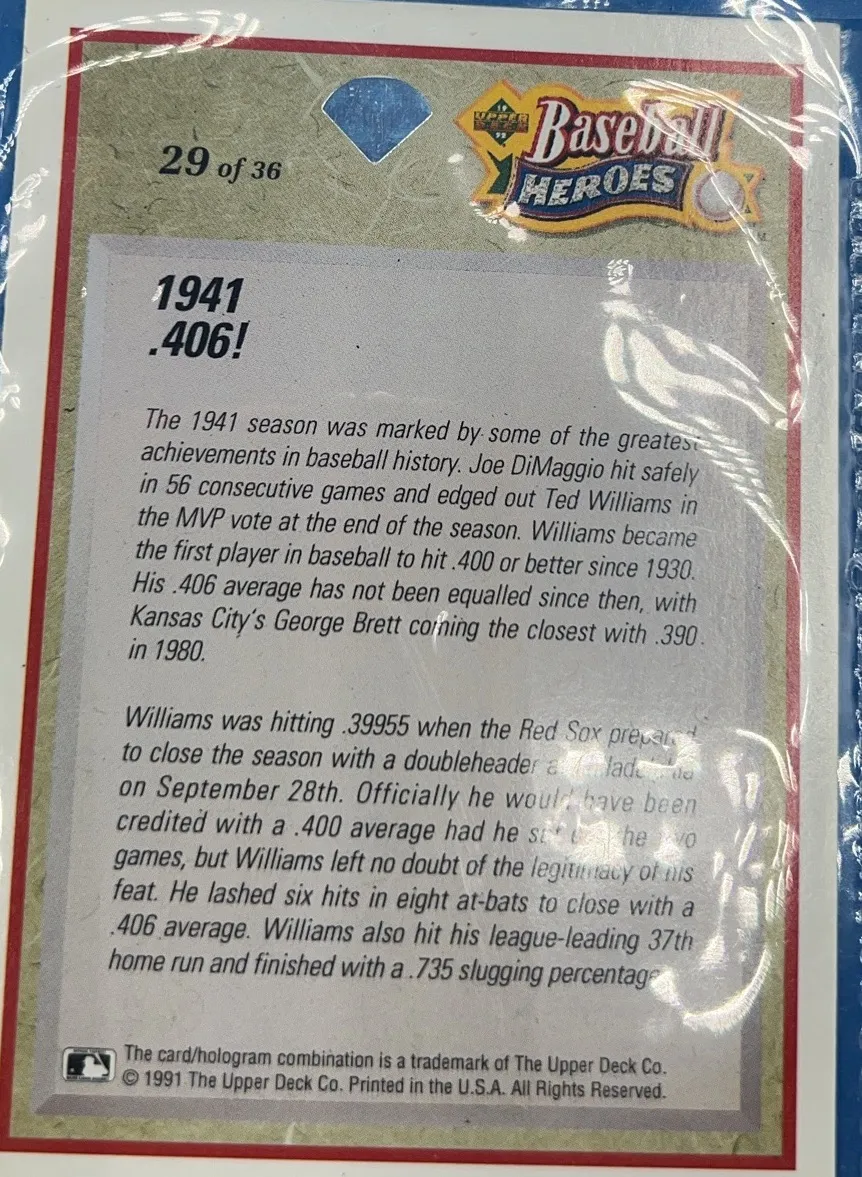 29 of 36
19 92
UPPER DECK
Baseball
HEROES
1941
.406!
The 1941 season was marked by some of the greatest
achievements in baseball history. Joe DiMaggio hit safely
in 56 consecutive games and edged out Ted Williams in
the MVP vote at the end of the season. Williams became
the first player in baseball to hit .400 or better since 1930.
His .406 average has not been equalled since then, with
Kansas City's George Brett coming the closest with .390
in 1980.
Williams was hitting .39955 when the Red Sox prepared
to close the season with a doubleheader
on September 28th. Officially he would have been
credited with a .400 average had he the two
games, but Williams left no doubt of the legitimacy of his
feat. He lashed six hits in eight at-bats to close with a
.406 average. Williams also hit his league-leading 37th
home run and finished with a .735 slugging percentage
The card/hologram combination is a trademark of The Upper Deck Co.
© 1991 The Upper Deck Co. Printed in the U.S.A. All Rights Reserved.